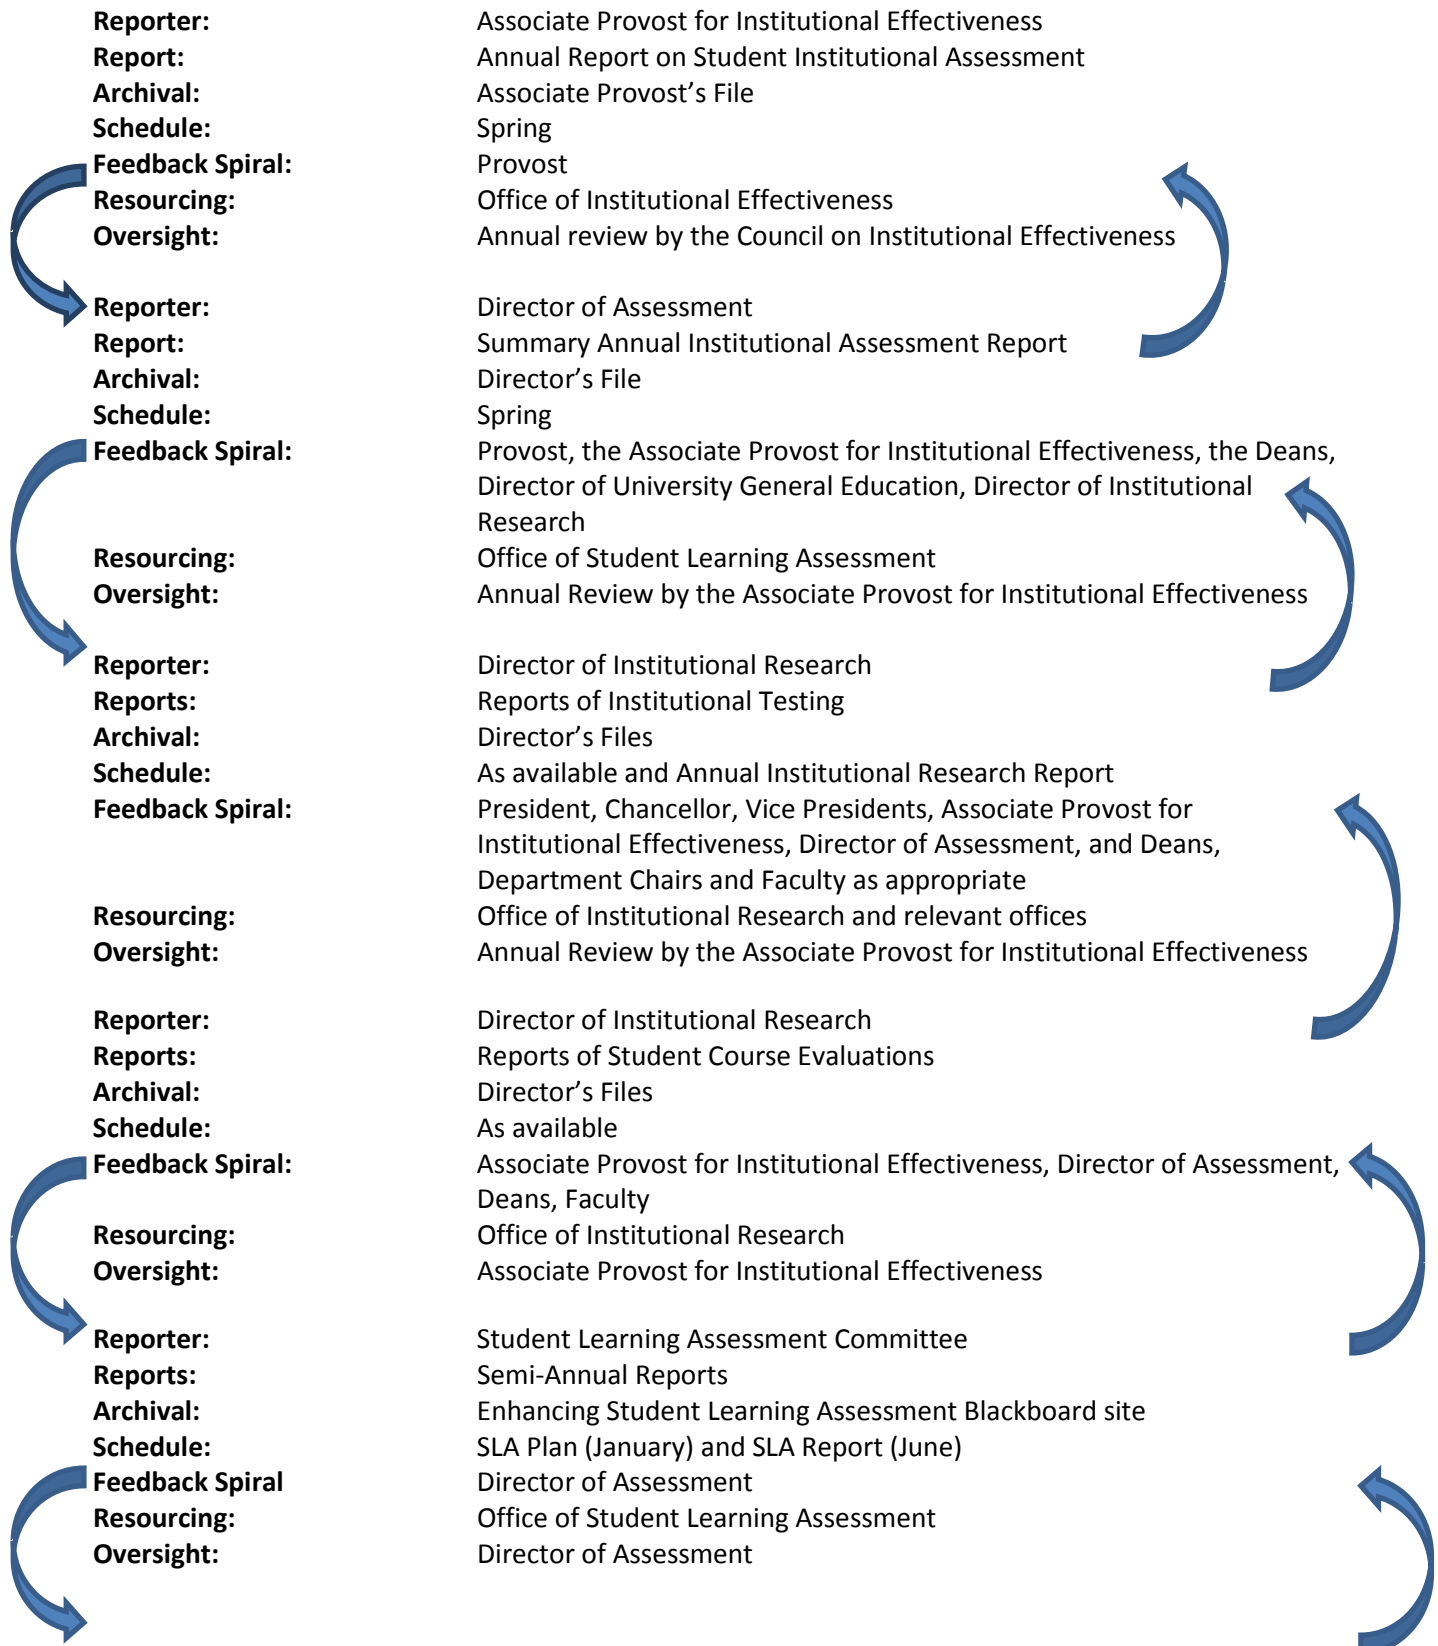 Reporter: Associate Provost for Institutional Effectiveness
Report: Annual Report on Student Institutional Assessment
Archival: Associate Provost’s File
Schedule: Spring
Feedback Spiral: Provost
Resourcing: Office of Institutional Effectiveness
Oversight: Annual review by the Council on Institutional Effectiveness
Reporter: Director of Assessment
Report: Summary Annual Institutional Assessment Report
Archival: Director’s File
Schedule: Spring
Feedback Spiral: Provost, the Associate Provost for Institutional Effectiveness, the Deans,
Director of University General Education, Director of Institutional
Research
Resourcing: Office of Student Learning Assessment
Oversight: Annual Review by the Associate Provost for Institutional Effectiveness
Reporter: Director of Institutional Research
Reports: Reports of Institutional Testing
Archival: Director’s Files
Schedule: As available and Annual Institutional Research Report
Feedback Spiral: President, Chancellor, Vice Presidents, Associate Provost for
Institutional Effectiveness, Director of Assessment, and Deans,
Department Chairs and Faculty as appropriate
Resourcing: Office of Institutional Research and relevant offices
Oversight: Annual Review by the Associate Provost for Institutional Effectiveness
Reporter: Director of Institutional Research
Reports: Reports of Student Course Evaluations
Archival: Director’s Files
Schedule: As available
Feedback Spiral: Associate Provost for Institutional Effectiveness, Director of Assessment,
Deans, Faculty
Resourcing: Office of Institutional Research
Oversight: Associate Provost for Institutional Effectiveness
Reporter: Student Learning Assessment Committee
Reports: Semi-Annual Reports
Archival: Enhancing Student Learning Assessment Blackboard site
Schedule: SLA Plan (January) and SLA Report (June)
Feedback Spiral Director of Assessment
Resourcing: Office of Student Learning Assessment
Oversight: Director of Assessment